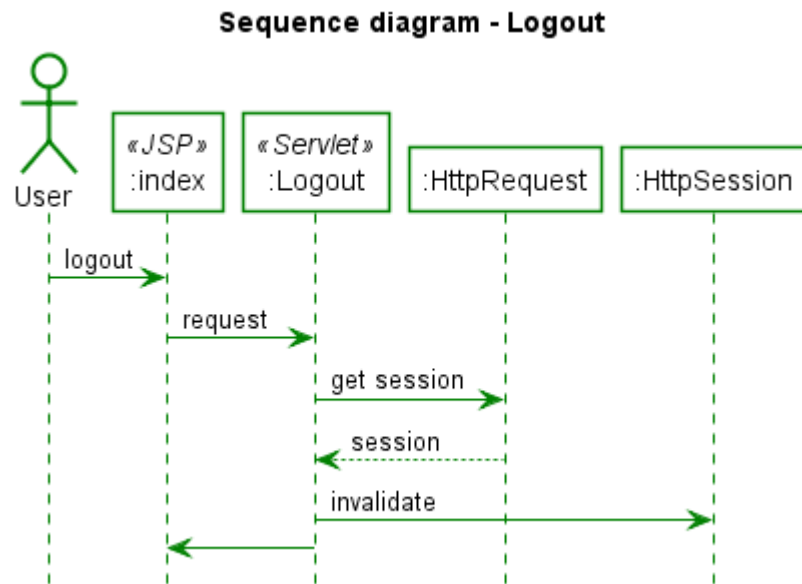 Sequence diagram - Logout
User
«JSP»
:index
«Servlet»
:Logout
:HttpRequest
:HttpSession
logout
request
get session
session
invalidate